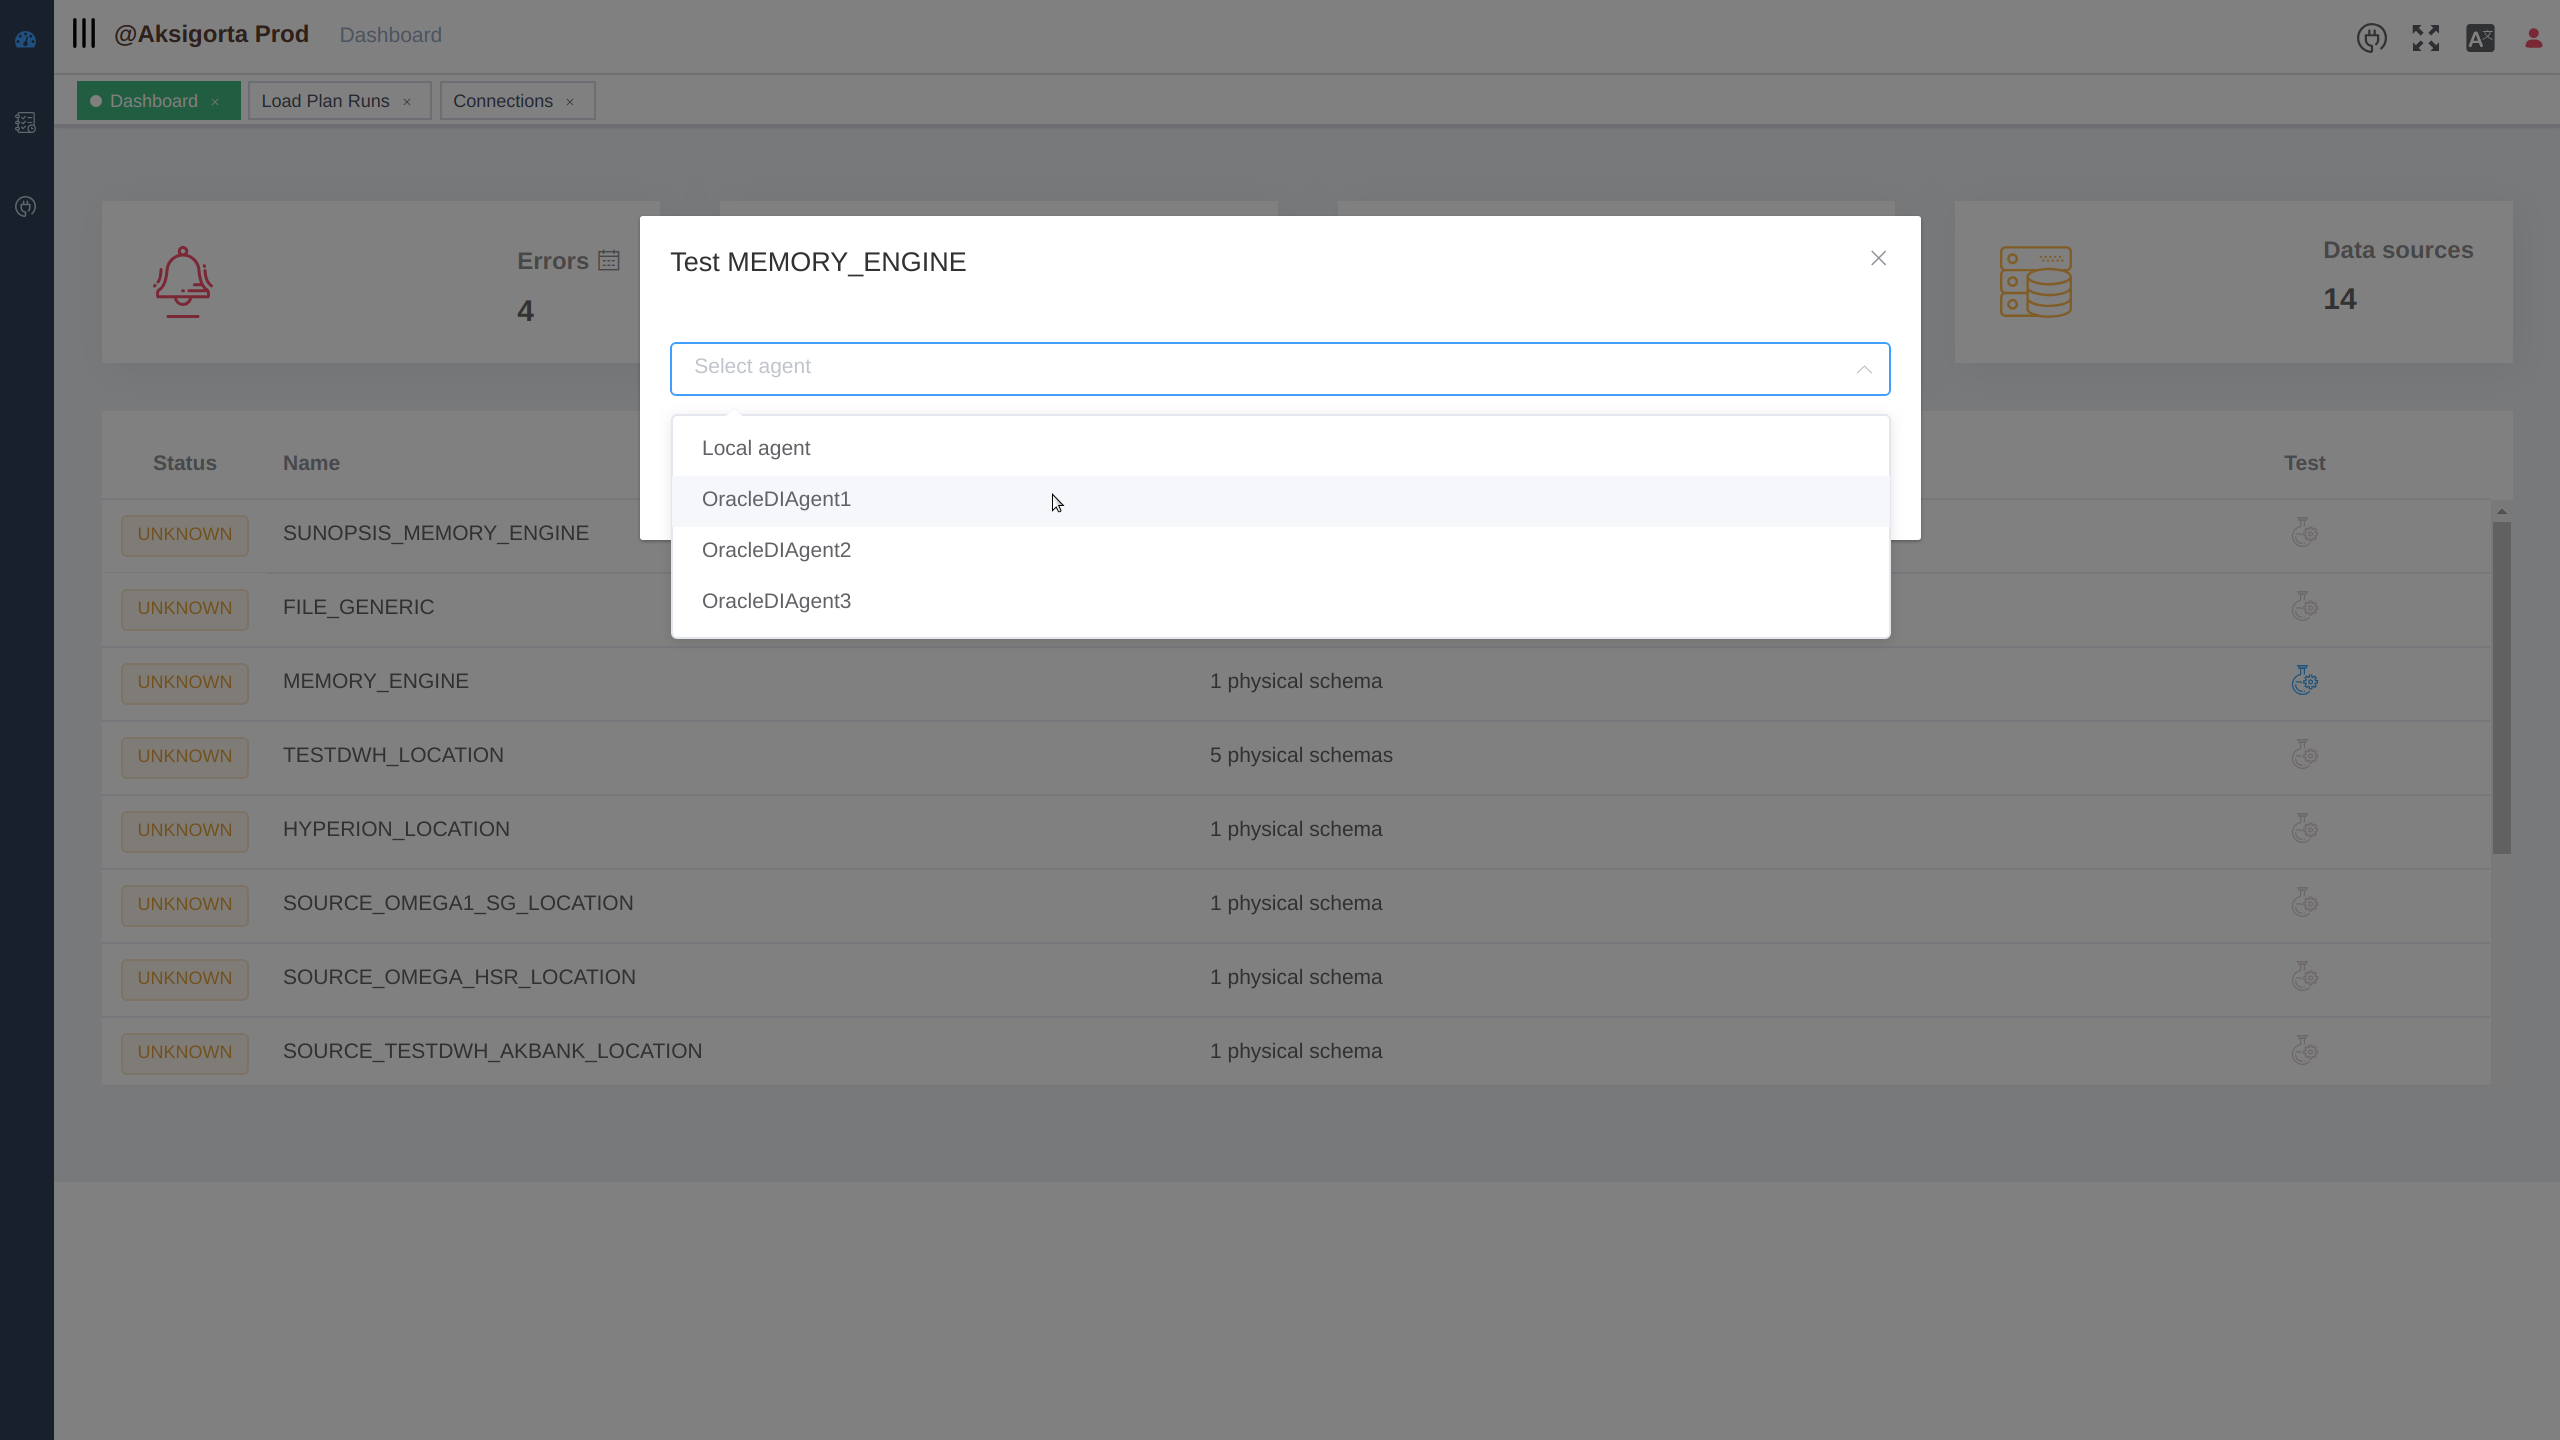 @Aksigorta Prod Dashboard
Dashboard × Load Plan Runs × Connections ×
Errors
4
Data sources
14
Test MEMORY_ENGINE
Select agent
Local agent
OracleDIAgent1
OracleDIAgent2
OracleDIAgent3
Status Name Test
UNKNOWN SUNOPSIS_MEMORY_ENGINE
UNKNOWN FILE_GENERIC
UNKNOWN MEMORY_ENGINE 1 physical schema
UNKNOWN TESTDWH_LOCATION 5 physical schemas
UNKNOWN HYPERION_LOCATION 1 physical schema
UNKNOWN SOURCE_OMEGA1_SG_LOCATION 1 physical schema
UNKNOWN SOURCE_OMEGA_HSR_LOCATION 1 physical schema
UNKNOWN SOURCE_TESTDWH_AKBANK_LOCATION 1 physical schema